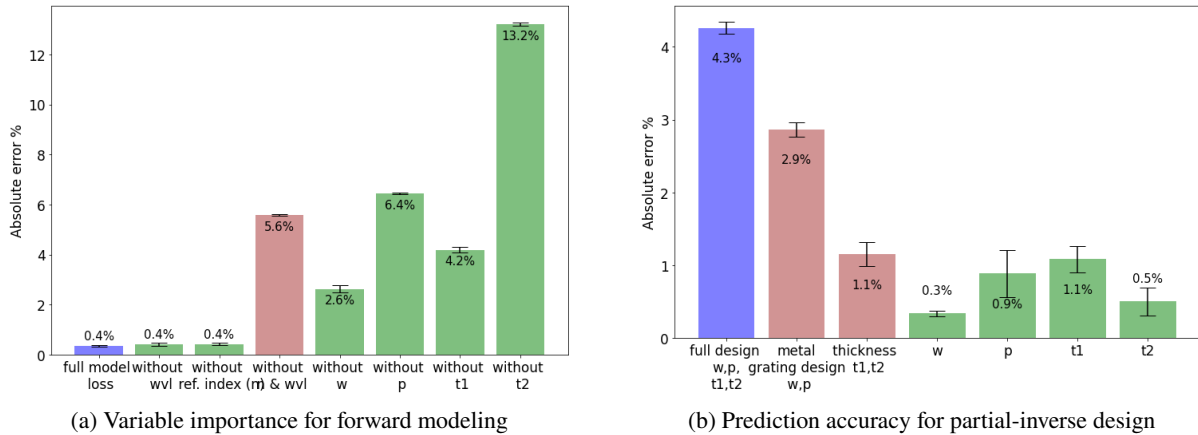 Absolute error %
12
10
8
6
4
2
0
0.4%
0.4%
0.4%
5.6%
2.6%
6.4%
4.2%
13.2%
full model
loss
without
wvl
without
ref. index (n)
without
n & wvl
without
w
without
p
without
t1
without
t2
(a) Variable importance for forward modeling
Absolute error %
4
3
2
1
0
4.3%
2.9%
1.1%
0.3%
0.9%
1.1%
0.5%
full design
w,p,
t1,t2
metal
grating design
w,p
thickness
t1,t2
w
p
t1
t2
(b) Prediction accuracy for partial-inverse design